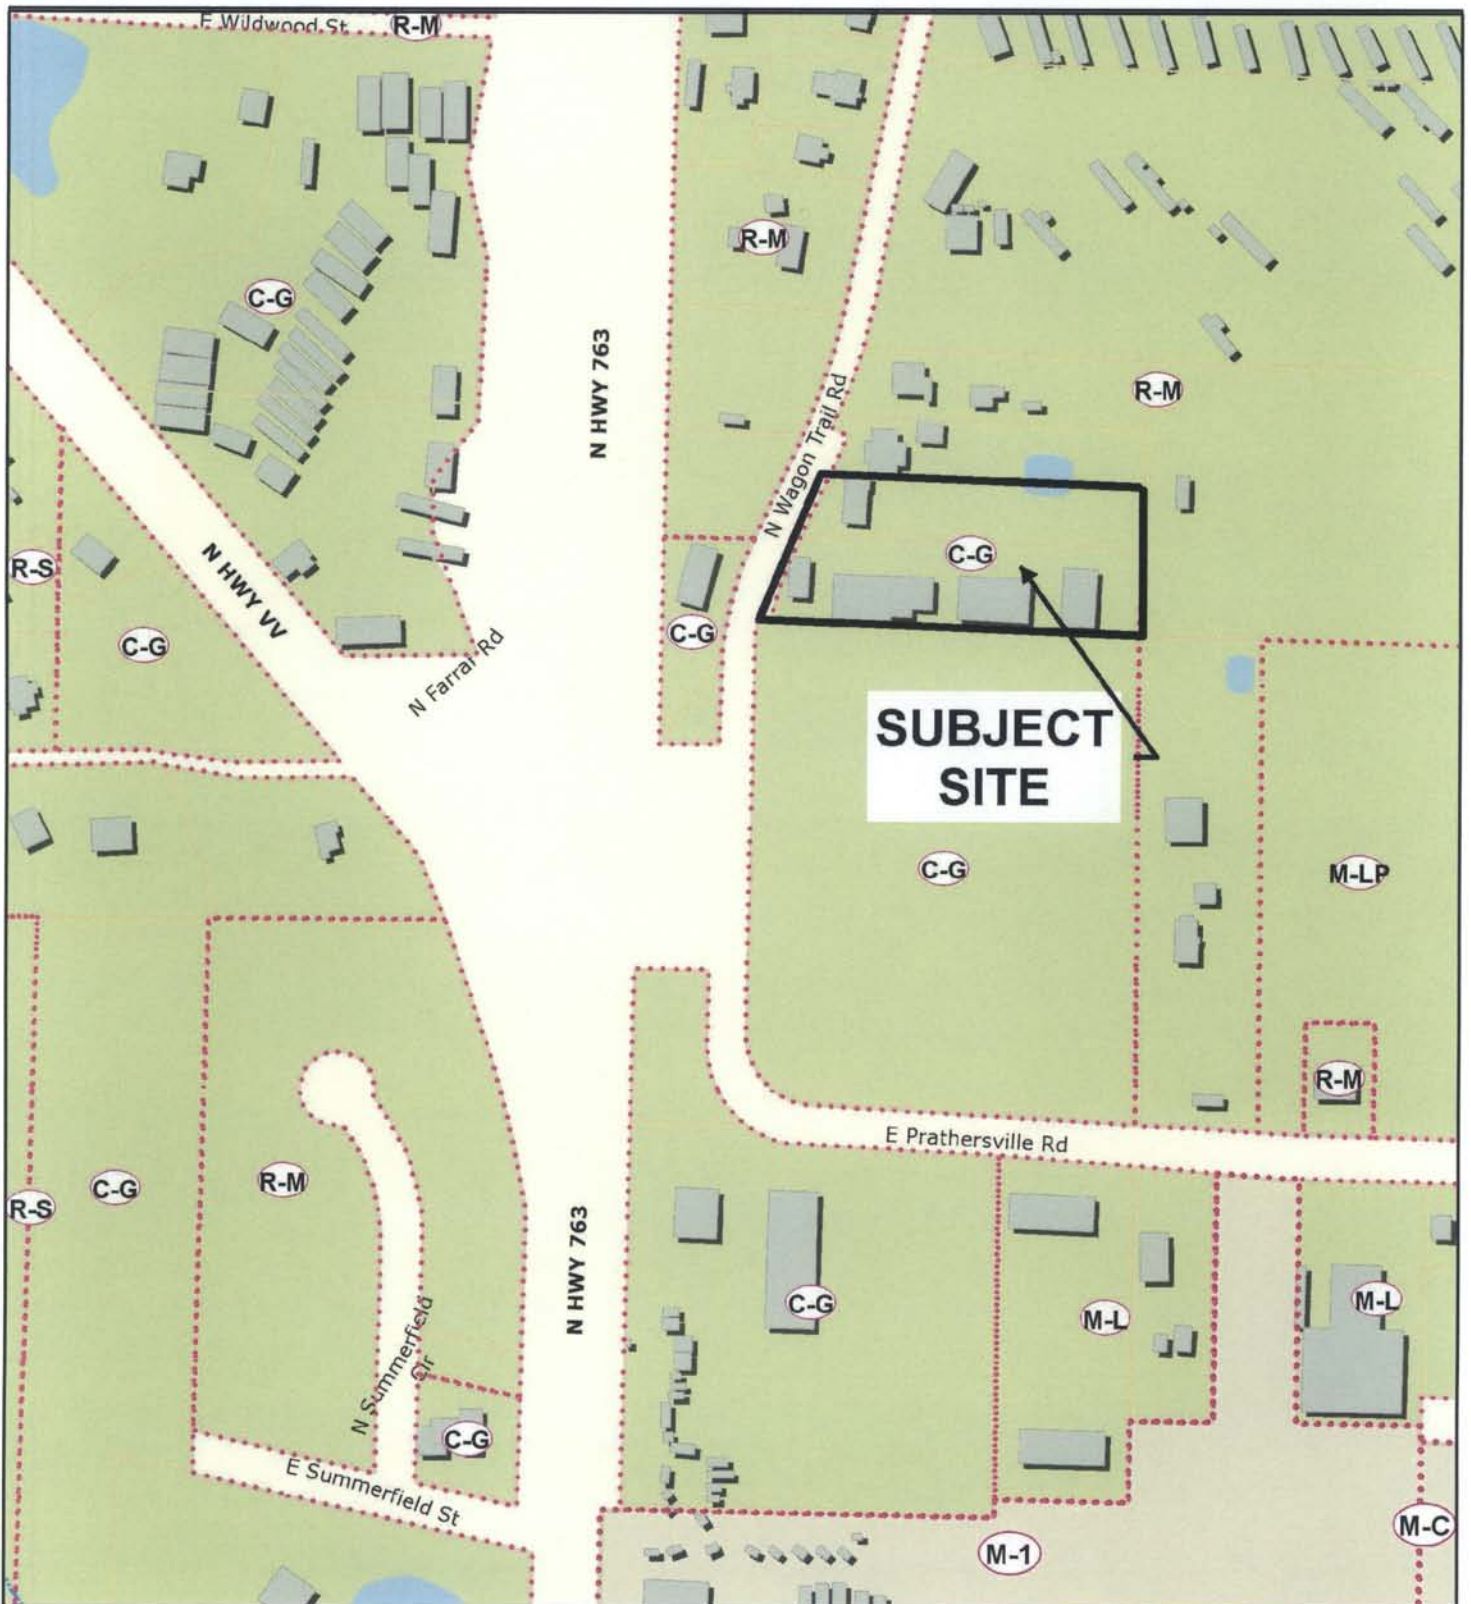 E Wildwood St
R-M
R-M
C-G
N HWY 763
R-M
N Wagon Trail Rd
C-G
R-S
N HWY VV
C-G
C-G
N Farrar Rd
SUBJECT
SITE
C-G
M-LP
R-M
E Prathersville Rd
R-M
C-G
R-S
N HWY 763
C-G
M-L
M-L
N Summerfield
Cir
C-G
E Summerfield St
M-C
M-1